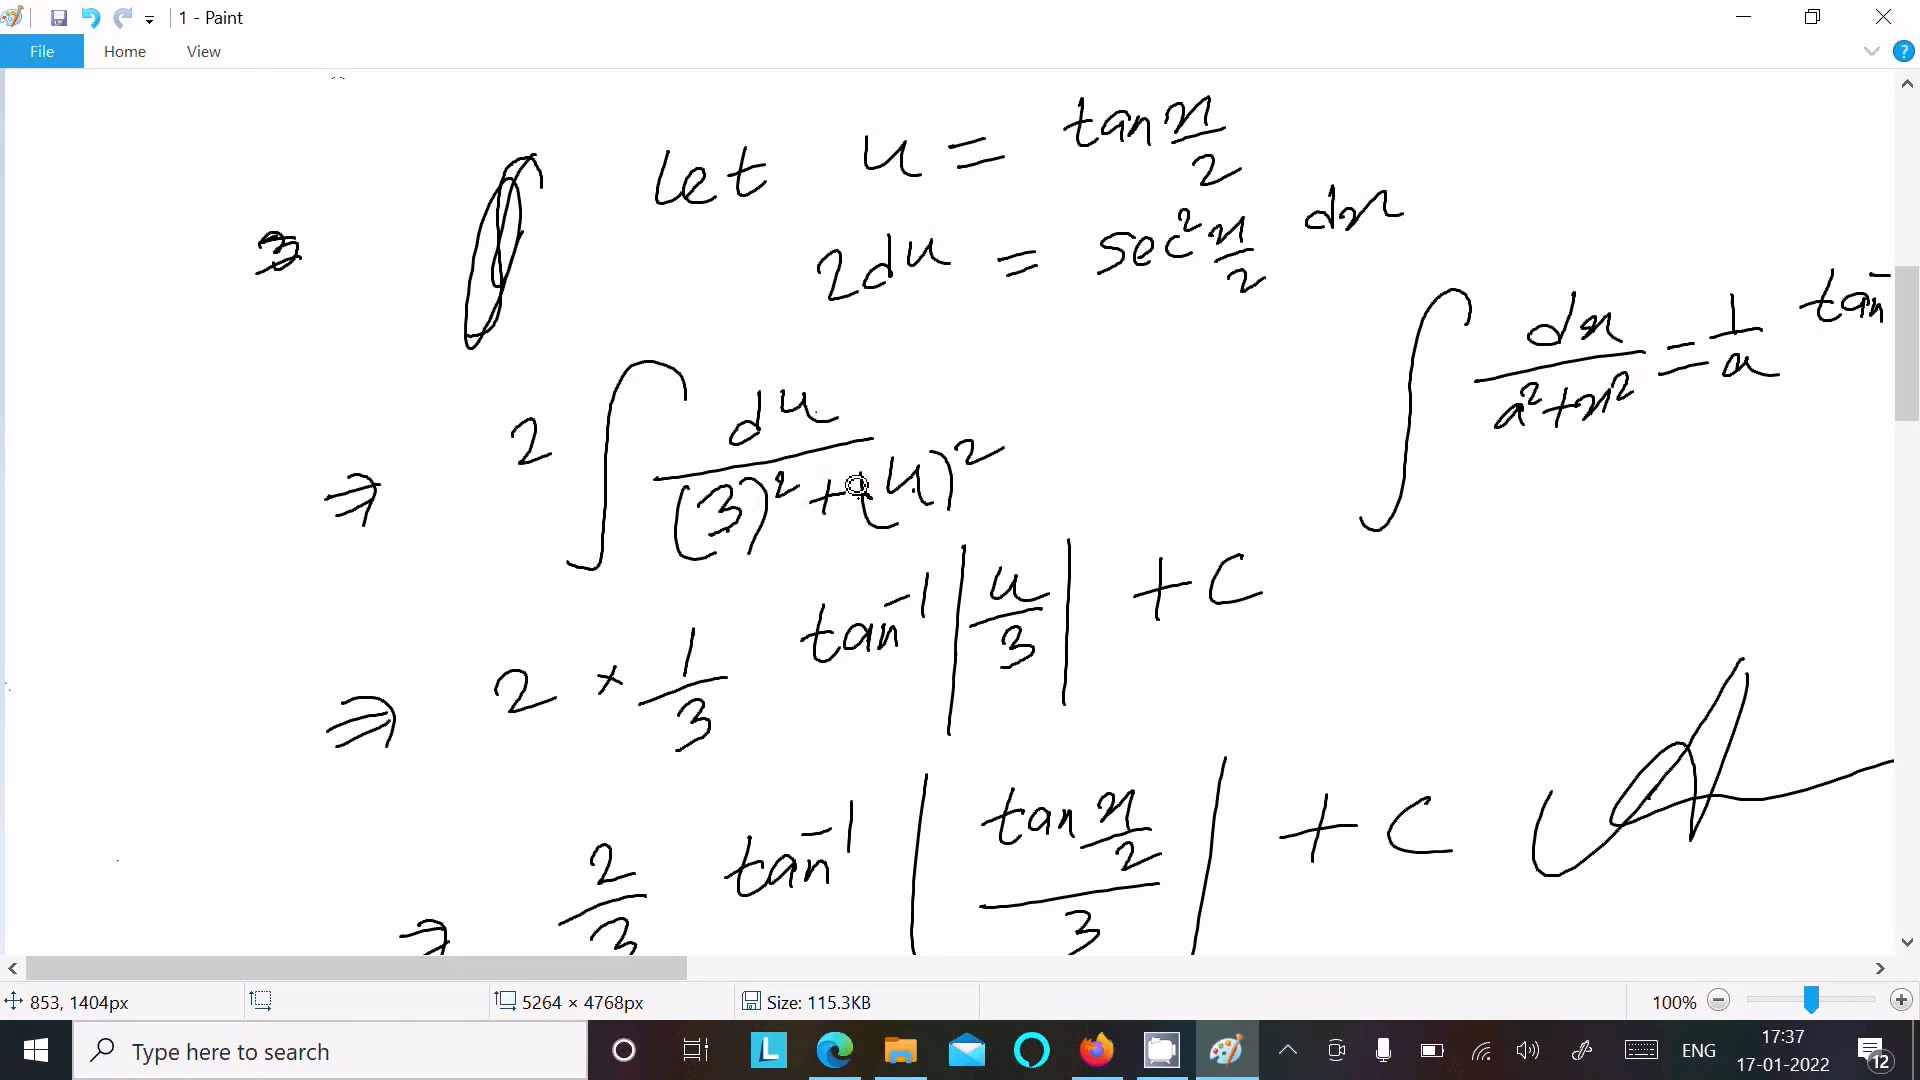 1 - Paint
File Home View
let u = tan x/2
2du = sec² x/2 dx
∫ dx/(a²+x²) = 1/a tan⁻
⇒ 2 ∫ du/((3)² + (u)²)
⇒ 2 × 1/3 tan⁻¹ |u/3| + C
⇒ 2/3 tan⁻¹ |tan x/2 / 3| + C
853, 1404px 5264 × 4768px Size: 115.3KB 100%
Type here to search
ENG 17:37
17-01-2022
12